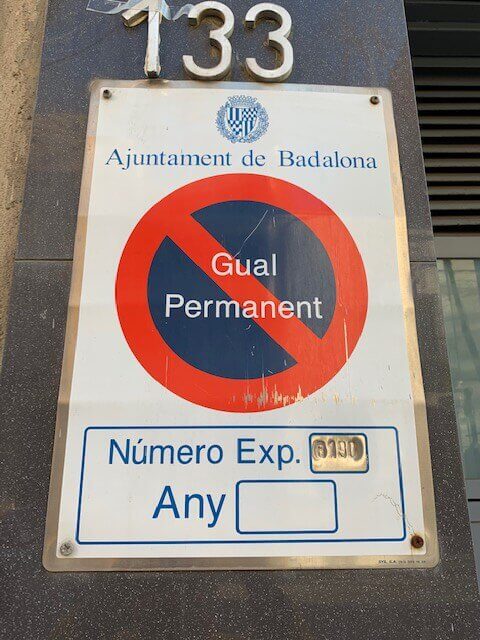 133
Ajuntament de Badalona
Gual
Permanent
Número Exp. 6190
Any